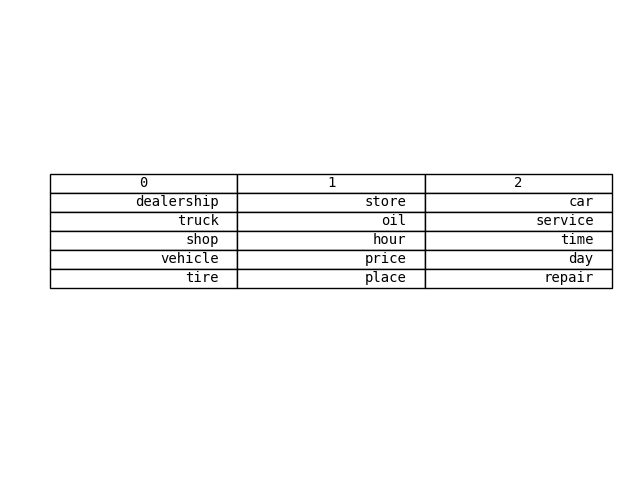 0 1 2
dealership store car
truck oil service
shop hour time
vehicle price day
tire place repair